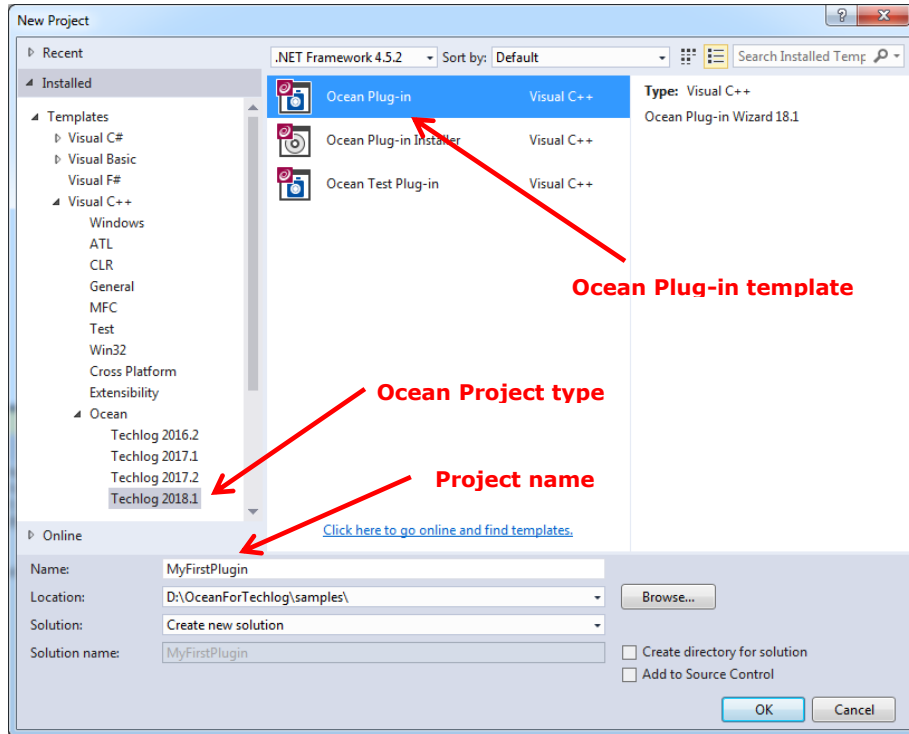 New Project
Recent
.NET Framework 4.5.2
Sort by: Default
Search Installed Temp
Installed
Templates
Visual C#
Visual Basic
Visual F#
Visual C++
Windows
ATL
CLR
General
MFC
Test
Win32
Cross Platform
Extensibility
Ocean
Techlog 2016.2
Techlog 2017.1
Techlog 2017.2
Techlog 2018.1
Online
Ocean Plug-in Visual C++
Ocean Plug-in Installer Visual C++
Ocean Test Plug-in Visual C++
Type: Visual C++
Ocean Plug-in Wizard 18.1
Ocean Plug-in template
Ocean Project type
Project name
Click here to go online and find templates.
Name: MyFirstPlugin
Location: D:\OceanForTechlog\samples\
Browse...
Solution: Create new solution
Solution name: MyFirstPlugin
Create directory for solution
Add to Source Control
OK
Cancel